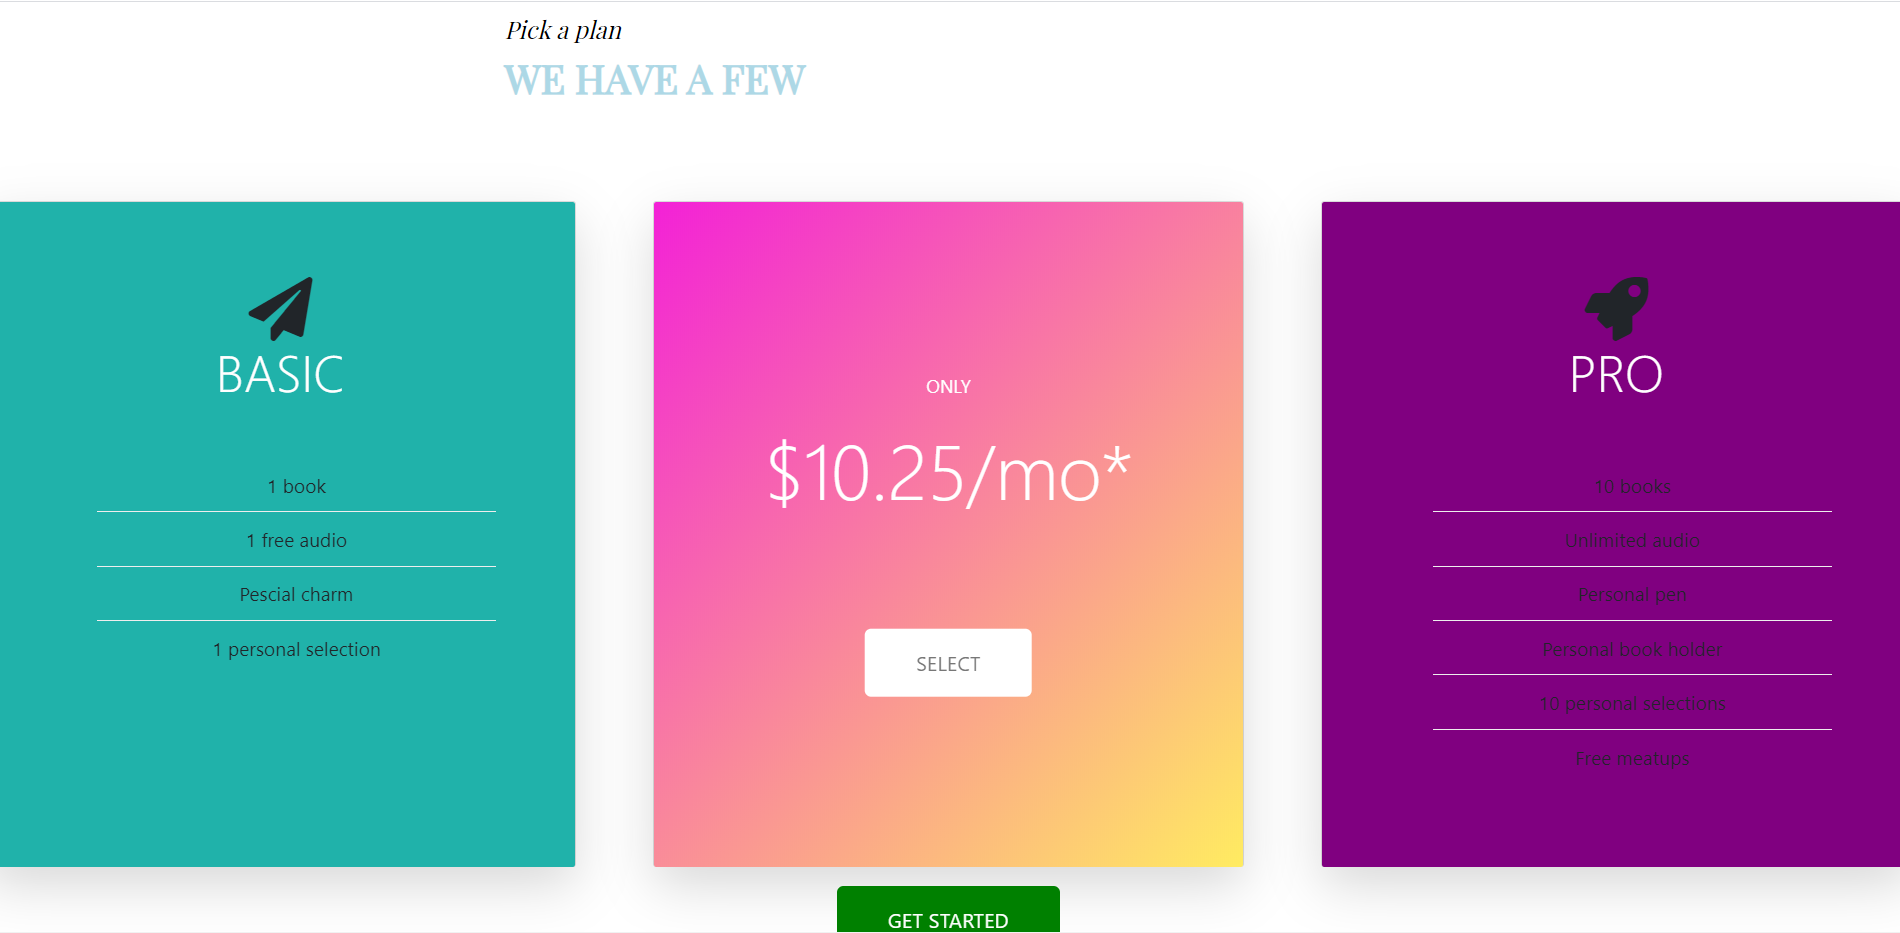 Pick a plan
WE HAVE A FEW
BASIC
1 book
1 free audio
Pescial charm
1 personal selection
ONLY
$10.25/mo*
SELECT
PRO
10 books
Unlimited audio
Personal pen
Personal book holder
10 personal selections
Free meatups
GET STARTED